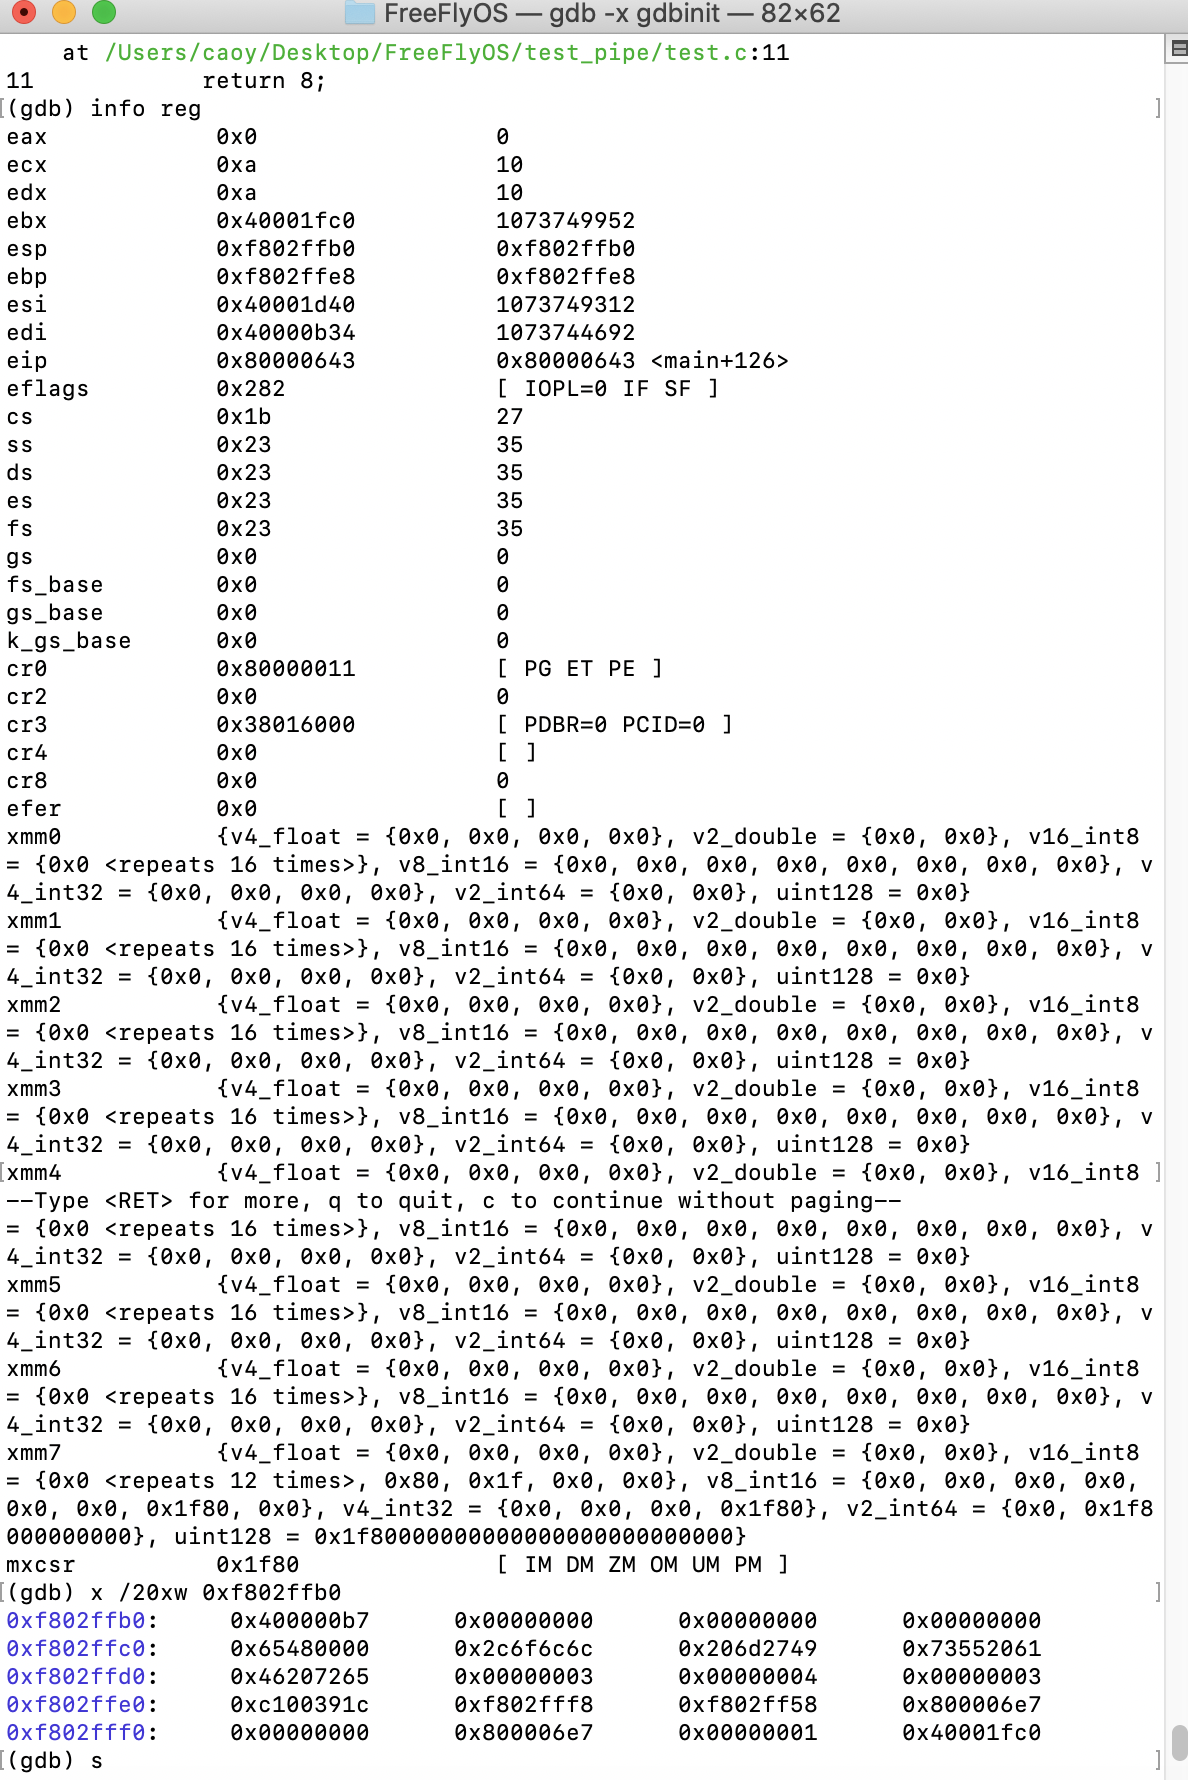 FreeFlyOS — gdb -x gdbinit — 82×62
at /Users/caoy/Desktop/FreeFlyOS/test_pipe/test.c:11
11 return 8;
[(gdb) info reg ]
eax 0x0 0
ecx 0xa 10
edx 0xa 10
ebx 0x40001fc0 1073749952
esp 0xf802ffb0 0xf802ffb0
ebp 0xf802ffe8 0xf802ffe8
esi 0x40001d40 1073749312
edi 0x40000b34 1073744692
eip 0x80000643 0x80000643 <main+126>
eflags 0x282 [ IOPL=0 IF SF ]
cs 0x1b 27
ss 0x23 35
ds 0x23 35
es 0x23 35
fs 0x23 35
gs 0x0 0
fs_base 0x0 0
gs_base 0x0 0
k_gs_base 0x0 0
cr0 0x80000011 [ PG ET PE ]
cr2 0x0 0
cr3 0x38016000 [ PDBR=0 PCID=0 ]
cr4 0x0 [ ]
cr8 0x0 0
efer 0x0 [ ]
xmm0 {v4_float = {0x0, 0x0, 0x0, 0x0}, v2_double = {0x0, 0x0}, v16_int8
= {0x0 <repeats 16 times>}, v8_int16 = {0x0, 0x0, 0x0, 0x0, 0x0, 0x0, 0x0, 0x0}, v
4_int32 = {0x0, 0x0, 0x0, 0x0}, v2_int64 = {0x0, 0x0}, uint128 = 0x0}
xmm1 {v4_float = {0x0, 0x0, 0x0, 0x0}, v2_double = {0x0, 0x0}, v16_int8
= {0x0 <repeats 16 times>}, v8_int16 = {0x0, 0x0, 0x0, 0x0, 0x0, 0x0, 0x0, 0x0}, v
4_int32 = {0x0, 0x0, 0x0, 0x0}, v2_int64 = {0x0, 0x0}, uint128 = 0x0}
xmm2 {v4_float = {0x0, 0x0, 0x0, 0x0}, v2_double = {0x0, 0x0}, v16_int8
= {0x0 <repeats 16 times>}, v8_int16 = {0x0, 0x0, 0x0, 0x0, 0x0, 0x0, 0x0, 0x0}, v
4_int32 = {0x0, 0x0, 0x0, 0x0}, v2_int64 = {0x0, 0x0}, uint128 = 0x0}
xmm3 {v4_float = {0x0, 0x0, 0x0, 0x0}, v2_double = {0x0, 0x0}, v16_int8
= {0x0 <repeats 16 times>}, v8_int16 = {0x0, 0x0, 0x0, 0x0, 0x0, 0x0, 0x0, 0x0}, v
4_int32 = {0x0, 0x0, 0x0, 0x0}, v2_int64 = {0x0, 0x0}, uint128 = 0x0}
[xmm4 {v4_float = {0x0, 0x0, 0x0, 0x0}, v2_double = {0x0, 0x0}, v16_int8 ]
--Type <RET> for more, q to quit, c to continue without paging--
= {0x0 <repeats 16 times>}, v8_int16 = {0x0, 0x0, 0x0, 0x0, 0x0, 0x0, 0x0, 0x0}, v
4_int32 = {0x0, 0x0, 0x0, 0x0}, v2_int64 = {0x0, 0x0}, uint128 = 0x0}
xmm5 {v4_float = {0x0, 0x0, 0x0, 0x0}, v2_double = {0x0, 0x0}, v16_int8
= {0x0 <repeats 16 times>}, v8_int16 = {0x0, 0x0, 0x0, 0x0, 0x0, 0x0, 0x0, 0x0}, v
4_int32 = {0x0, 0x0, 0x0, 0x0}, v2_int64 = {0x0, 0x0}, uint128 = 0x0}
xmm6 {v4_float = {0x0, 0x0, 0x0, 0x0}, v2_double = {0x0, 0x0}, v16_int8
= {0x0 <repeats 16 times>}, v8_int16 = {0x0, 0x0, 0x0, 0x0, 0x0, 0x0, 0x0, 0x0}, v
4_int32 = {0x0, 0x0, 0x0, 0x0}, v2_int64 = {0x0, 0x0}, uint128 = 0x0}
xmm7 {v4_float = {0x0, 0x0, 0x0, 0x0}, v2_double = {0x0, 0x0}, v16_int8
= {0x0 <repeats 12 times>, 0x80, 0x1f, 0x0, 0x0}, v8_int16 = {0x0, 0x0, 0x0, 0x0,
0x0, 0x0, 0x1f80, 0x0}, v4_int32 = {0x0, 0x0, 0x0, 0x1f80}, v2_int64 = {0x0, 0x1f8
000000000}, uint128 = 0x1f80000000000000000000000000}
mxcsr 0x1f80 [ IM DM ZM OM UM PM ]
[(gdb) x /20xw 0xf802ffb0 ]
0xf802ffb0: 0x400000b7 0x00000000 0x00000000 0x00000000
0xf802ffc0: 0x65480000 0x2c6f6c6c 0x206d2749 0x73552061
0xf802ffd0: 0x46207265 0x00000003 0x00000004 0x00000003
0xf802ffe0: 0xc100391c 0xf802fff8 0xf802ff58 0x800006e7
0xf802fff0: 0x00000000 0x800006e7 0x00000001 0x40001fc0
[(gdb) s ]